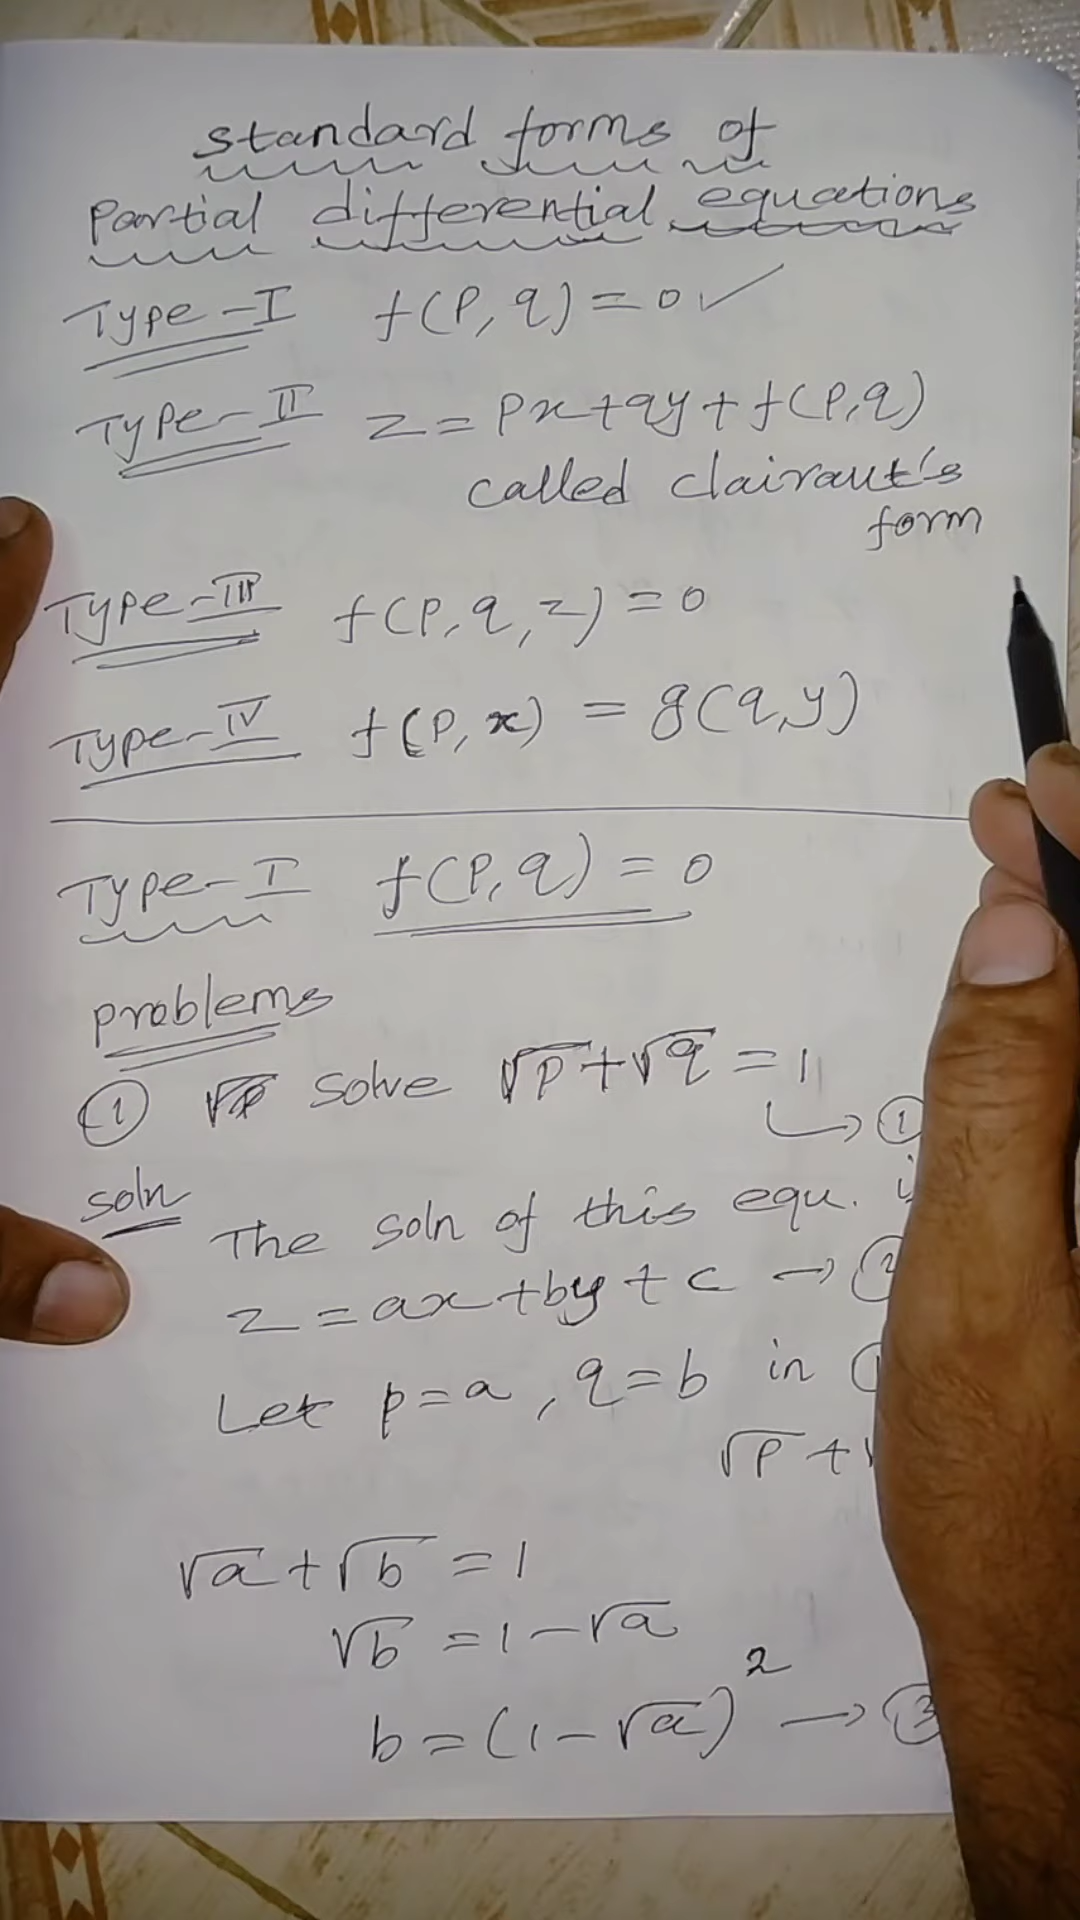 standard forms of
Partial differential equations
Type-I f(P, q) = 0 ✓
Type-II z = Px + qy + f(P, q)
called clairaut's
form
Type-III f(P, q, z) = 0
Type-IV f(P, x) = g(q, y)
Type-I f(P, q) = 0
Problems
① solve √P + √q = 1
→ ①
soln
The soln of this equ.
z = ax + by + c → ②
Let p = a, q = b in
√P +
√a + √b = 1
√b = 1 - √a
b = (1 - √a)² → ③